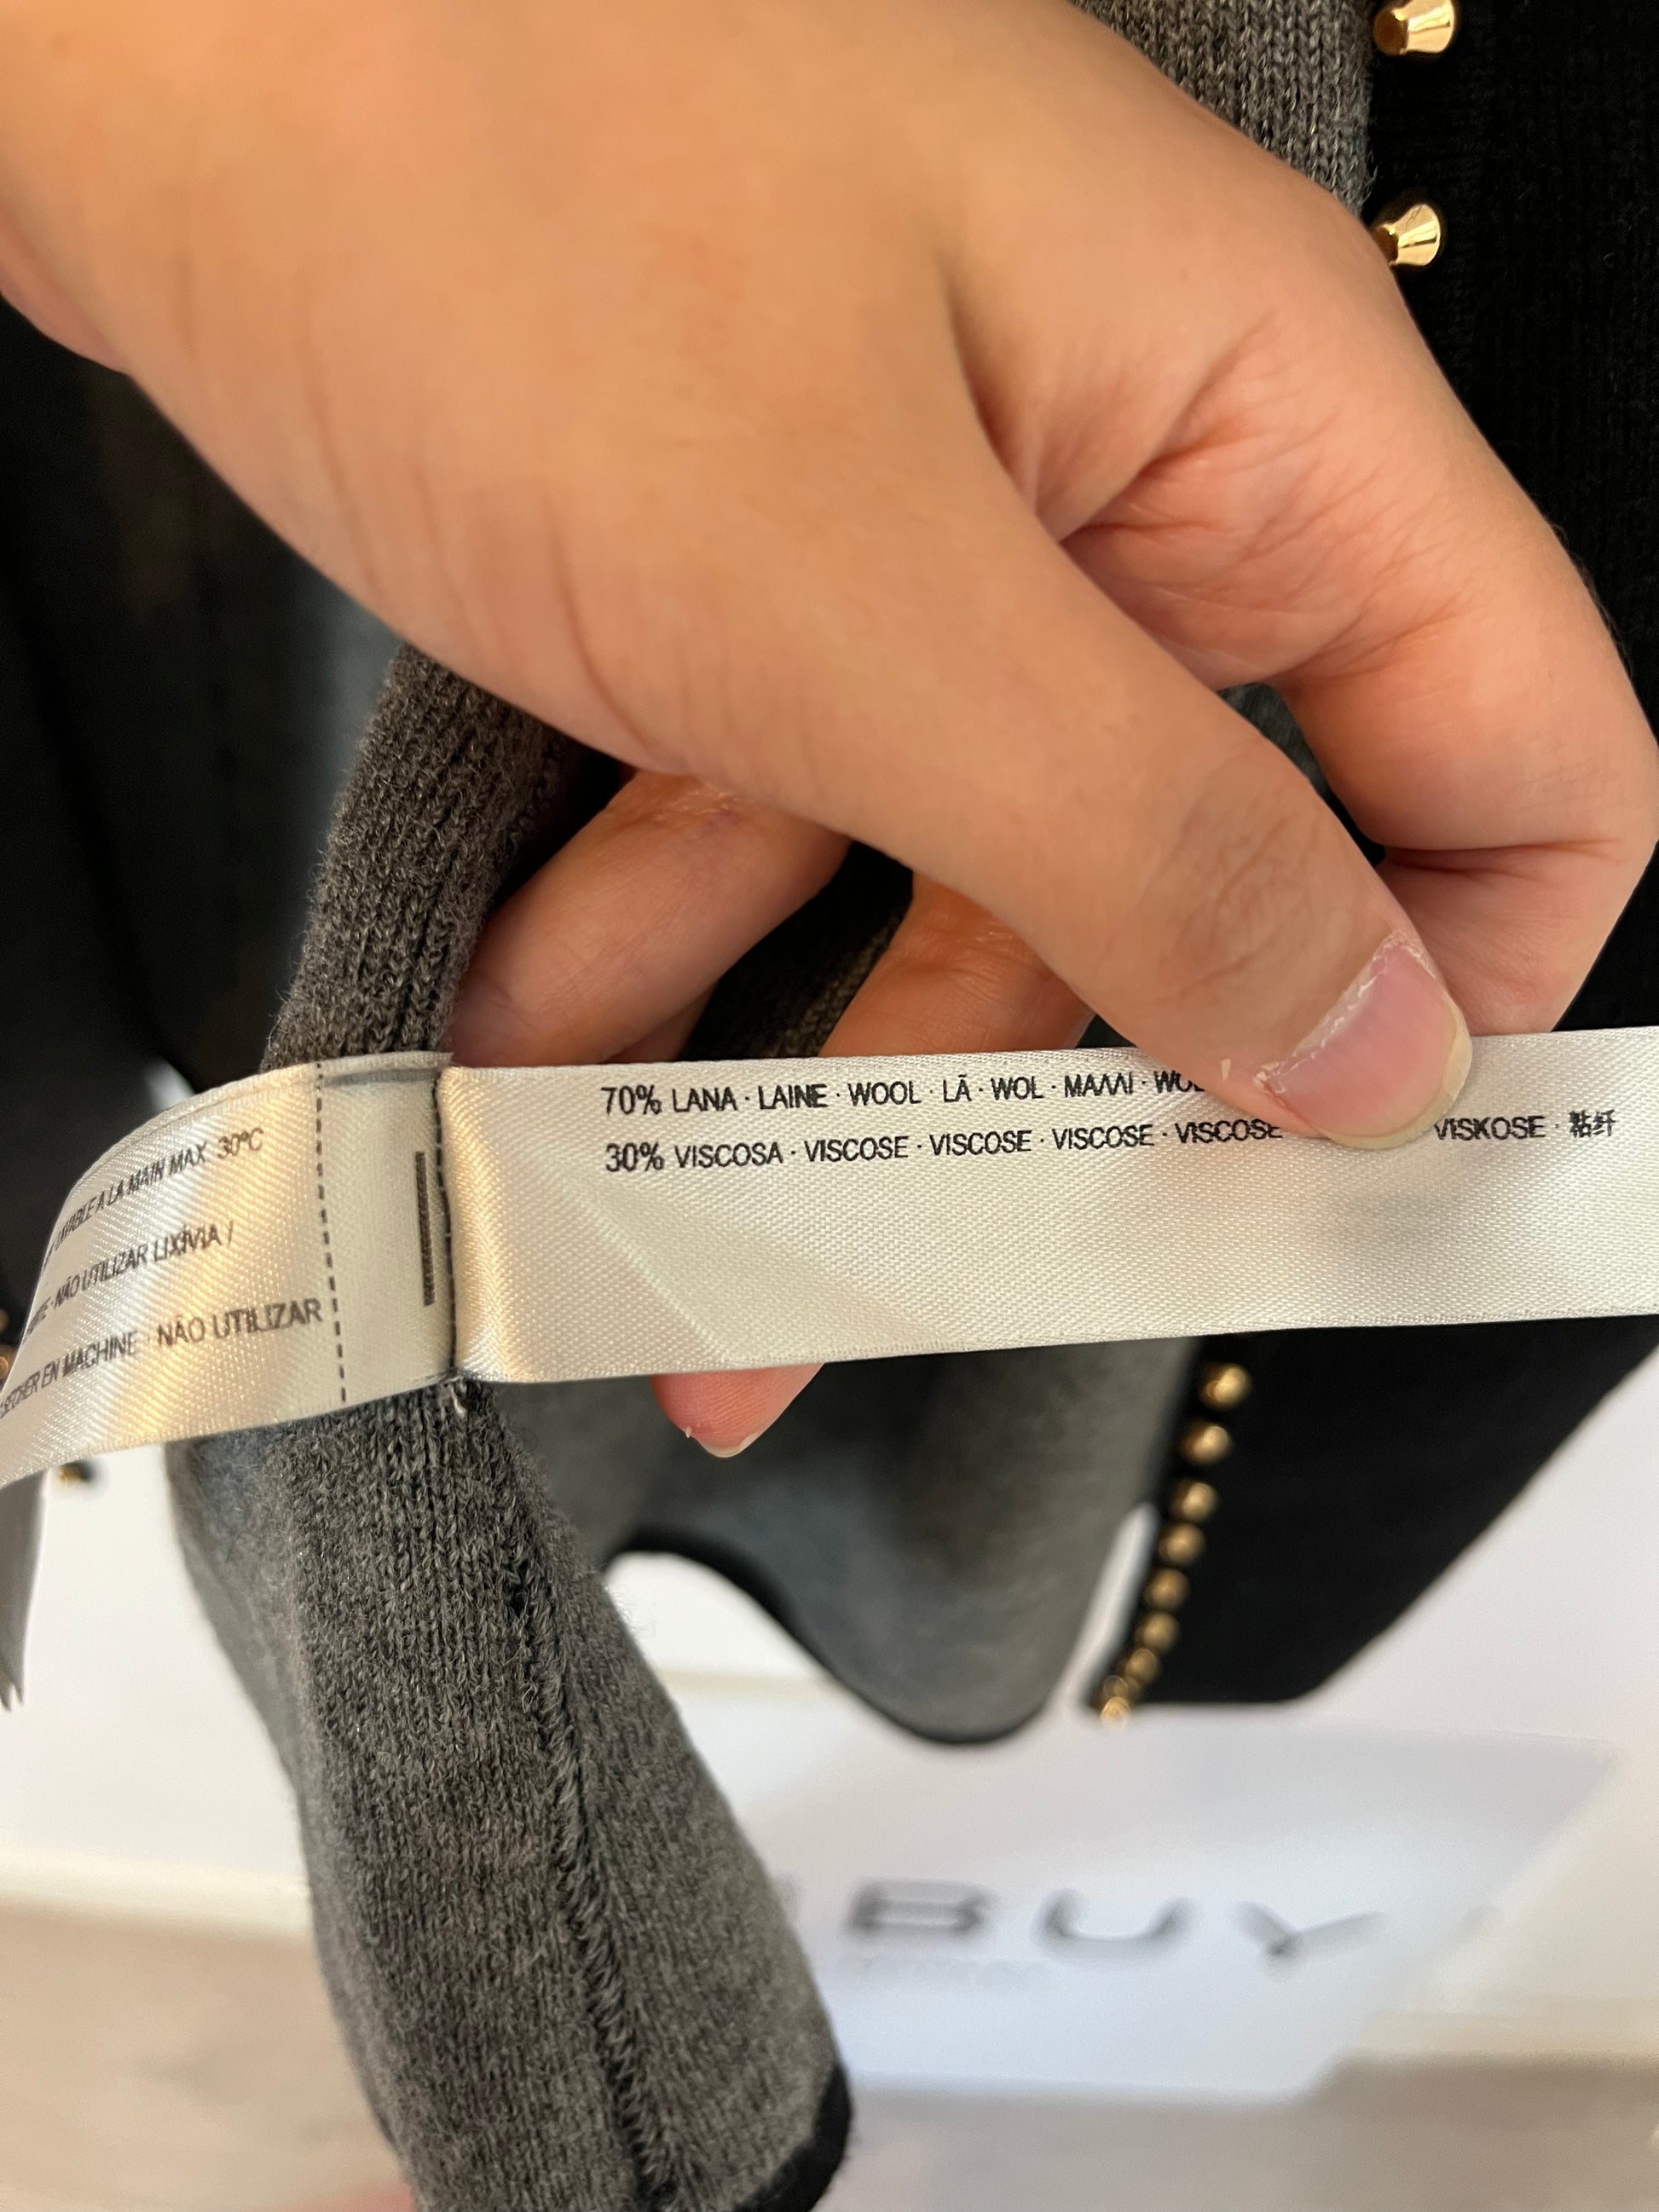 70% LANA · LAINE · WOOL · LÃ · WOL · ΜΑΛΛΙ ·
30% VISCOSA · VISCOSE · VISCOSE · VISCOSE · VISCOSE VISKOSE · 粘纤
LAVABLE A LA MAIN MAX 30°C
NÃO UTILIZAR LIXÍVIA /
SECHER EN MACHINE · NÃO UTILIZAR
BUY